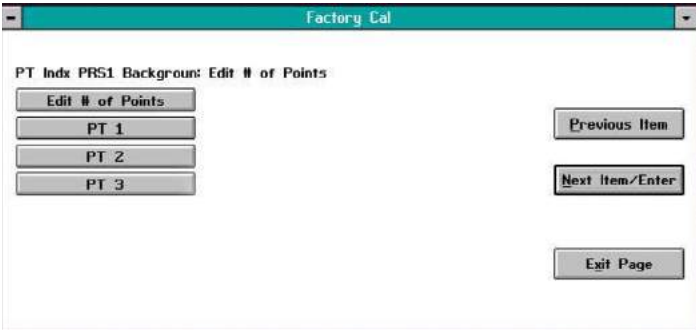 Factory Cal
PT Indx PRS1 Backgroun: Edit # of Points
Edit # of Points
PT 1
PT 2
PT 3
Previous Item
Next Item/Enter
Exit Page